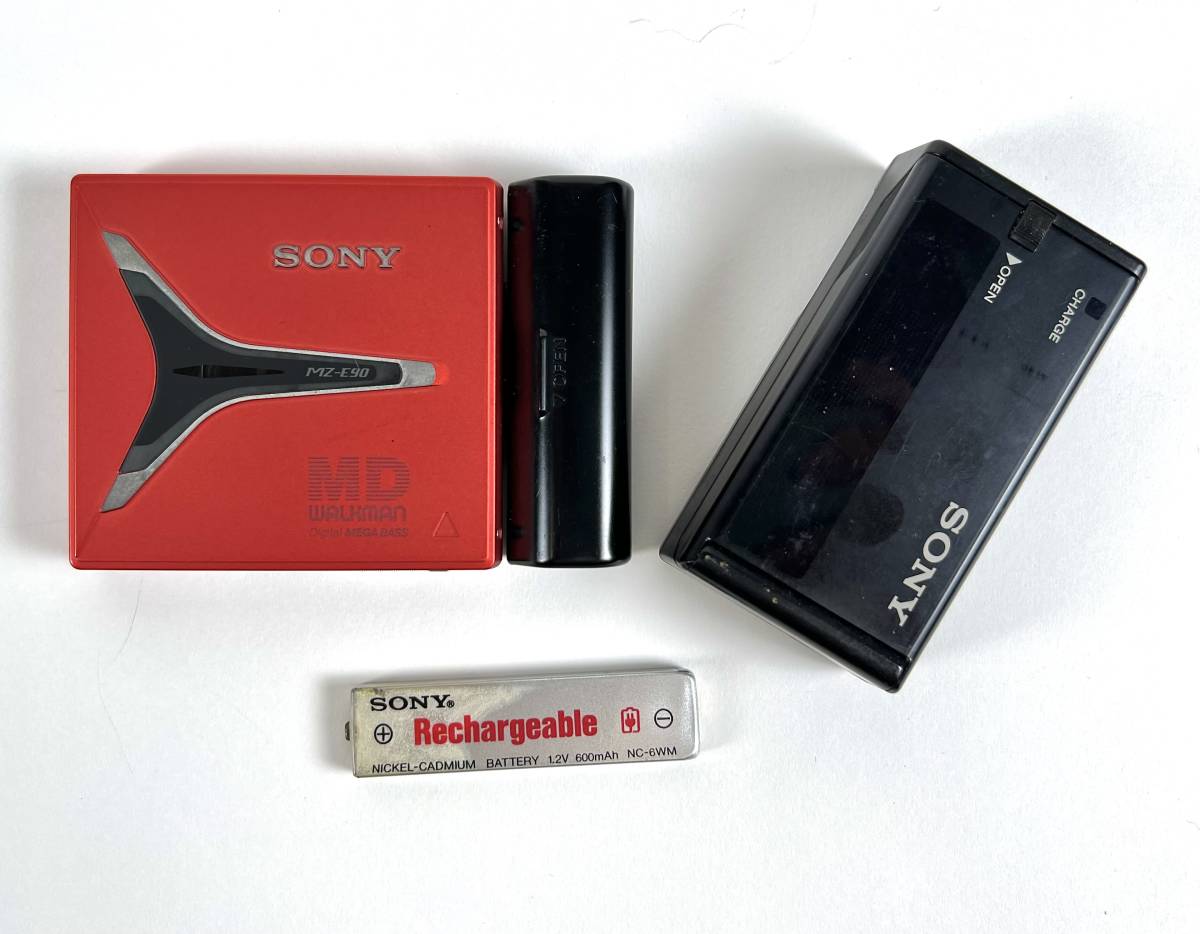 SONY
MZ-E90
MD
WALKMAN
Digital MEGA BASS
▽ OPEN
▶OPEN
CHARGE
SONY
SONY®
⊕ Rechargeable ⊖
NICKEL-CADMIUM BATTERY 1.2V 600mAh NC-6WM